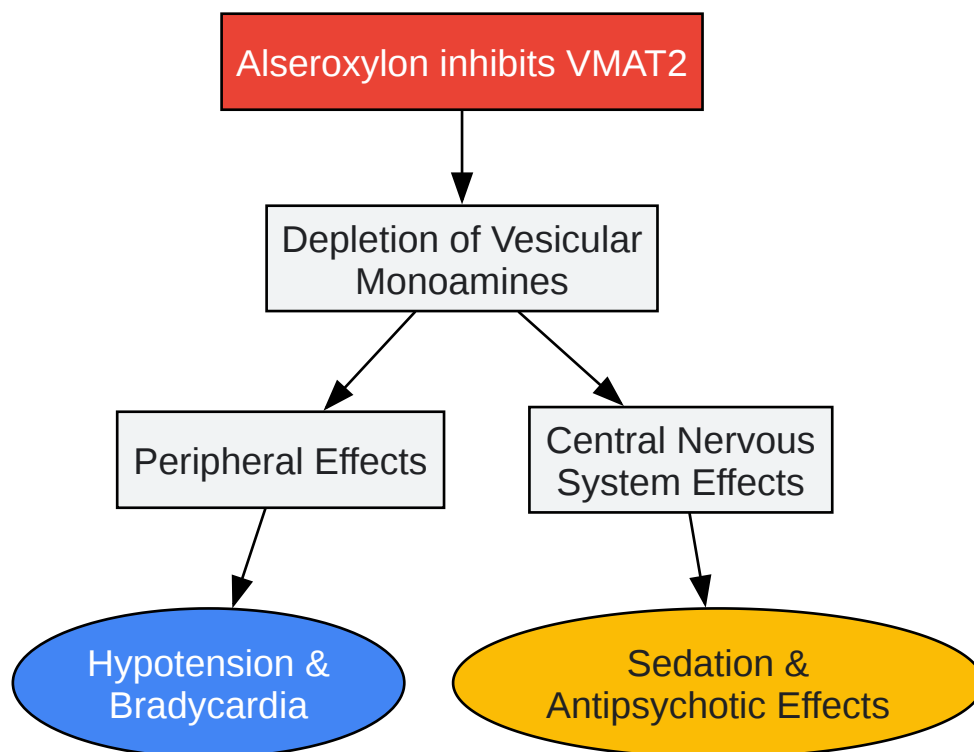 Alseroxylon inhibits VMAT2
Depletion of Vesicular
Monoamines
Peripheral Effects
Central Nervous
System Effects
Hypotension &
Bradycardia
Sedation &
Antipsychotic Effects